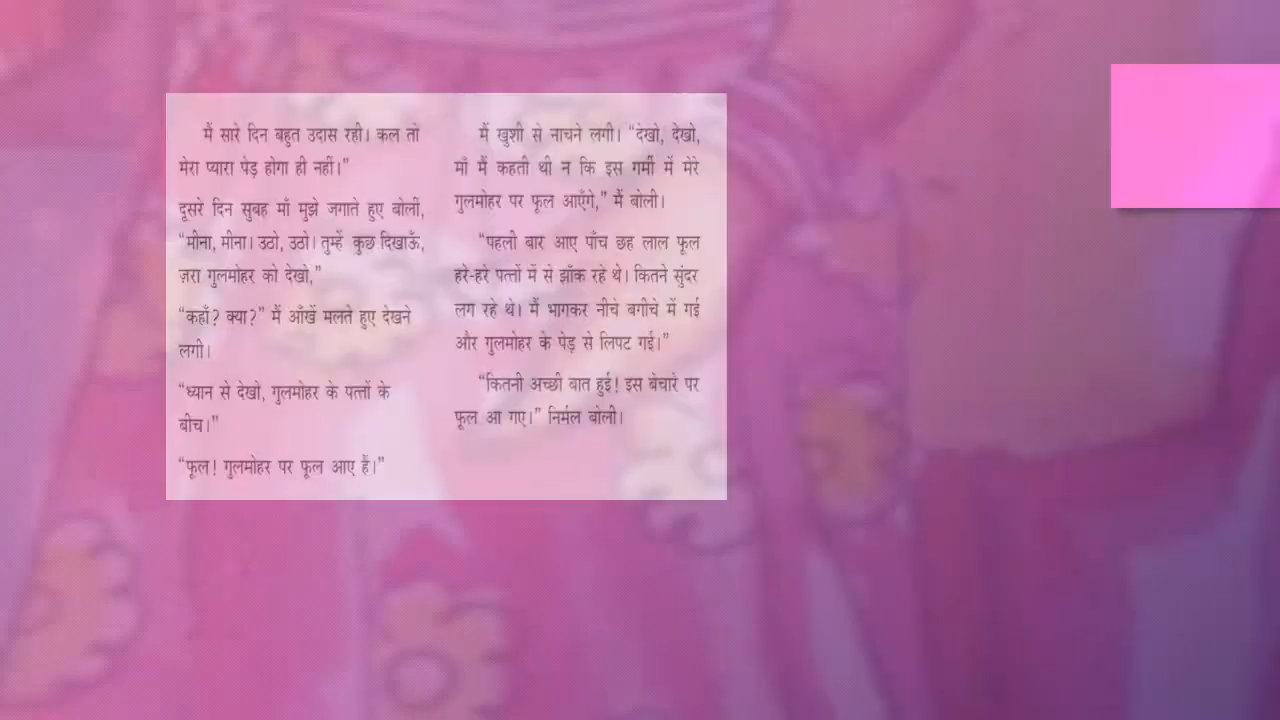 मैं सारे दिन बहुत उदास रही। कल तो
मेरा प्यारा पेड़ होगा ही नहीं।”
दूसरे दिन सुबह माँ मुझे जगाते हुए बोलीं,
“मीना, मीना। उठो, उठो। तुम्हें कुछ दिखाऊँ,
ज़रा गुलमोहर को देखो,”
“कहाँ? क्या?” मैं आँखें मलते हुए देखने
लगी।
“ध्यान से देखो, गुलमोहर के पत्तों के
बीच।”
“फूल! गुलमोहर पर फूल आए हैं।”
मैं खुशी से नाचने लगी। “देखो, देखो,
माँ मैं कहती थी न कि इस गर्मी में मेरे
गुलमोहर पर फूल आएँगे,” मैं बोली।
“पहली बार आए पाँच छह लाल फूल
हरे-हरे पत्तों में से झाँक रहे थे। कितने सुंदर
लग रहे थे। मैं भागकर नीचे बगीचे में गई
और गुलमोहर के पेड़ से लिपट गई।”
“कितनी अच्छी बात हुई! इस बेचारे पर
फूल आ गए।” निर्मल बोली।